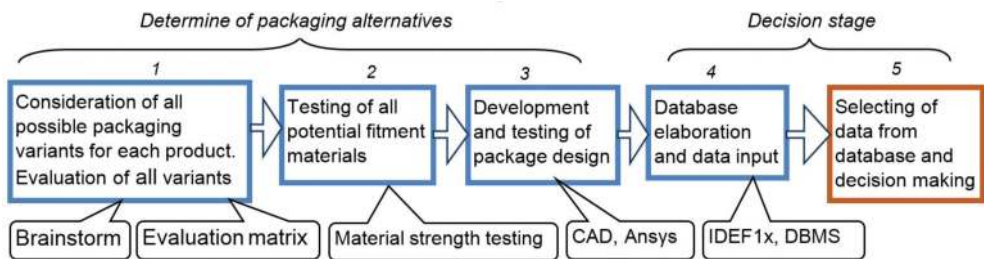 Determine of packaging alternatives
Decision stage
1
2
3
4
5
Consideration of all
possible packaging
variants for each product.
Evaluation of all variants
Testing of all
potential fitment
materials
Development
and testing of
package design
Database
elaboration
and data input
Selecting of
data from
database and
decision making
Brainstorm
Evaluation matrix
Material strength testing
CAD, Ansys
IDEF1x, DBMS